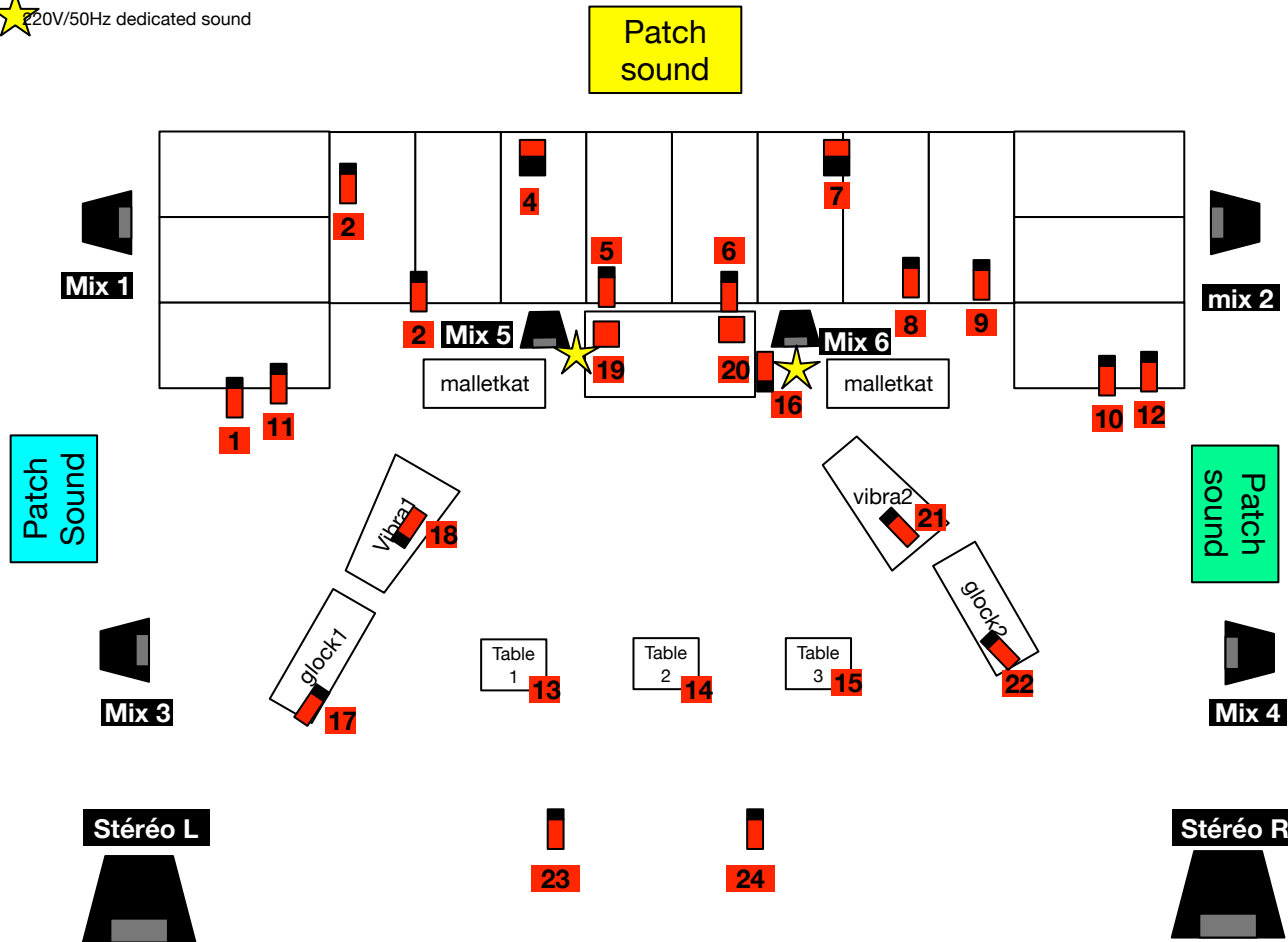 220V/50Hz dedicated sound
Patch
sound
4
7
2
5
6
Mix 1
mix 2
2
Mix 5
Mix 6
8
9
19
20
malletkat
malletkat
16
1
11
10
12
Patch
Sound
Patch
sound
Vibra1
18
vibra2
21
glock1
glock2
Table
1
13
Table
2
14
Table
3
15
22
Mix 3
17
Mix 4
Stéréo L
Stéréo R
23
24